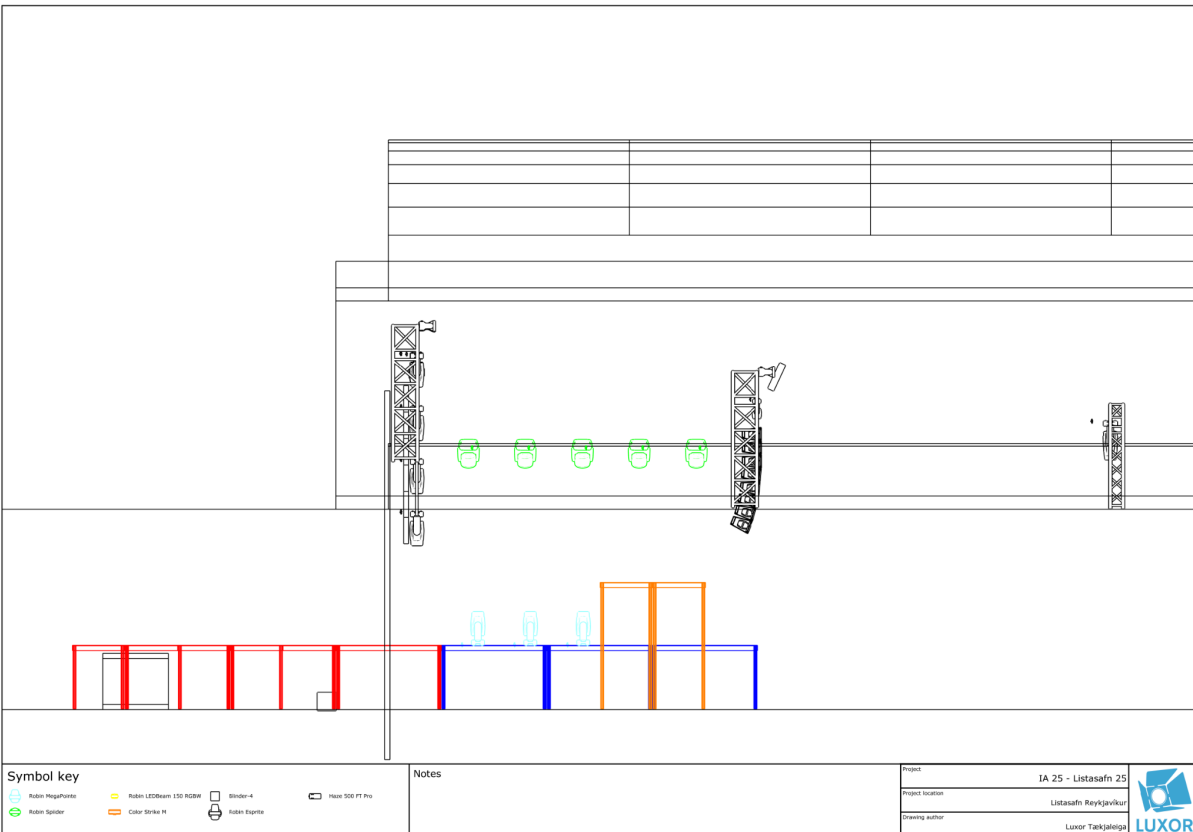 Symbol key
Robin MegaPointe
Robin LEDBeam 150 RGBW
Blinder-4
Haze 500 FT Pro
Robin Spiider
Color Strike M
Robin Esprite
Notes
Project
IA 25 - Listasafn 25
Project location
Listasafn Reykjavíkur
Drawing author
Luxor Tækjaleiga
LUXOR